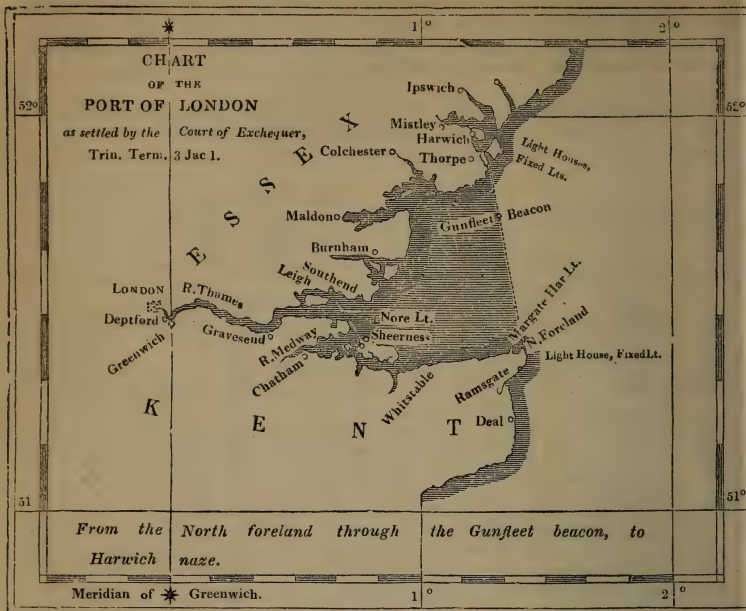 1° 2°
CHART
OF THE
PORT OF LONDON
as settled by the Court of Exchequer,
Trin. Term. 3 Jac 1.
52° 52°
ESSEX
Ipswich
Mistley
Harwich
Colchester
Thorpe
Light Houses,
Fixed Lts.
Maldon
Gunfleet Beacon
Burnham
Southend
Leigh
LONDON
R. Thames
Deptford
Greenwich
Gravesend
Nore Lt.
Sheerness
R. Medway
Chatham
Margate Har Lt.
N. Foreland
Light House, Fixed Lt.
Whitstable
Ramsgate
Deal
KENT
51 51°
From the North foreland through the Gunfleet beacon, to
Harwich naze.
Meridian of Greenwich. 1° 2°